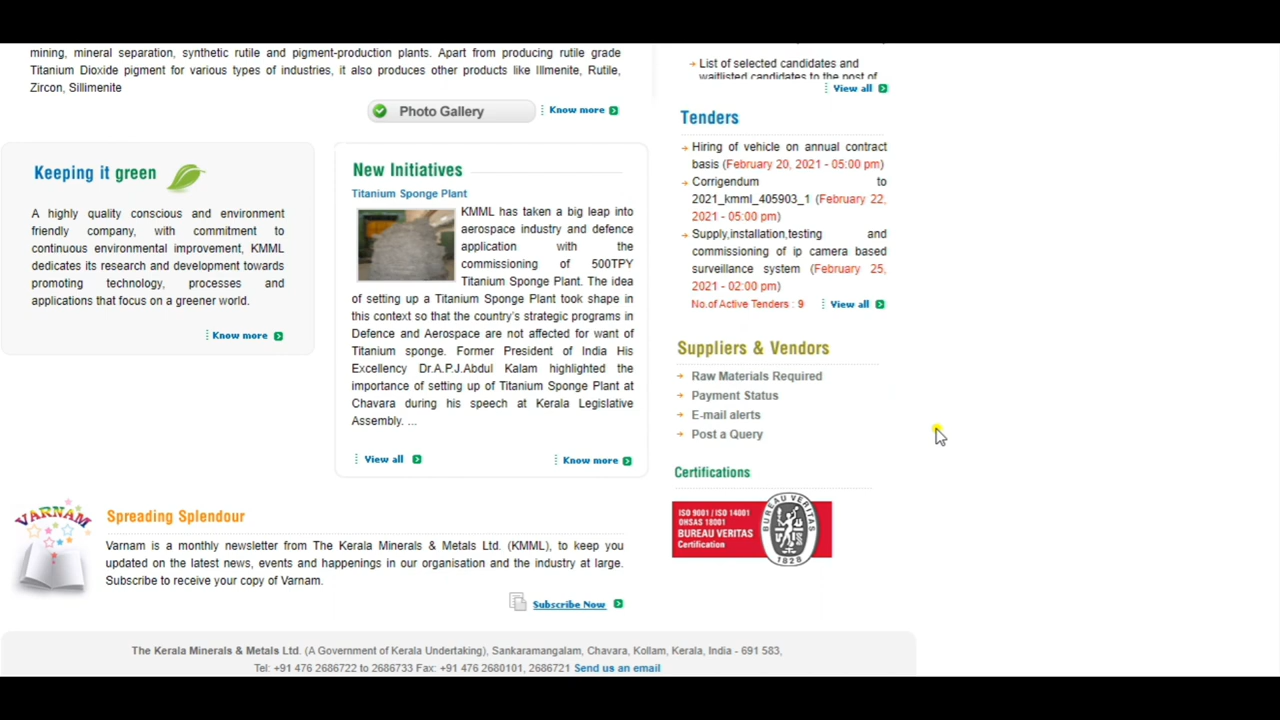 mining, mineral separation, synthetic rutile and pigment-production plants. Apart from producing rutile grade
Titanium Dioxide pigment for various types of industries, it also produces other products like Illmenite, Rutile,
Zircon, Sillimenite
Photo Gallery
Know more
Keeping it green
A highly quality conscious and environment
friendly company, with commitment to
continuous environmental improvement, KMML
dedicates its research and development towards
promoting technology, processes and
applications that focus on a greener world.
Know more
New Initiatives
Titanium Sponge Plant
KMML has taken a big leap into
aerospace industry and defence
application with the
commissioning of 500TPY
Titanium Sponge Plant. The idea
of setting up a Titanium Sponge Plant took shape in
this context so that the country's strategic programs in
Defence and Aerospace are not affected for want of
Titanium sponge. Former President of India His
Excellency Dr.A.P.J.Abdul Kalam highlighted the
importance of setting up of Titanium Sponge Plant at
Chavara during his speech at Kerala Legislative
Assembly. ...
View all
Know more
VARNAM
Spreading Splendour
Varnam is a monthly newsletter from The Kerala Minerals & Metals Ltd. (KMML), to keep you
updated on the latest news, events and happenings in our organisation and the industry at large.
Subscribe to receive your copy of Varnam.
Subscribe Now
List of selected candidates and
waitlisted candidates to the post of
View all
Tenders
Hiring of vehicle on annual contract
basis (February 20, 2021 - 05:00 pm)
Corrigendum to
2021_kmml_405903_1 (February 22,
2021 - 05:00 pm)
Supply,installation,testing and
commissioning of ip camera based
surveillance system (February 25,
2021 - 02:00 pm)
No.of Active Tenders : 9
View all
Suppliers & Vendors
Raw Materials Required
Payment Status
E-mail alerts
Post a Query
Certifications
ISO 9001 / ISO 14001
OHSAS 18001
BUREAU VERITAS
Certification
BUREAU VERITAS
1828
The Kerala Minerals & Metals Ltd. (A Government of Kerala Undertaking), Sankaramangalam, Chavara, Kollam, Kerala, India - 691 583,
Tel: +91 476 2686722 to 2686733 Fax: +91 476 2680101, 2686721 Send us an email